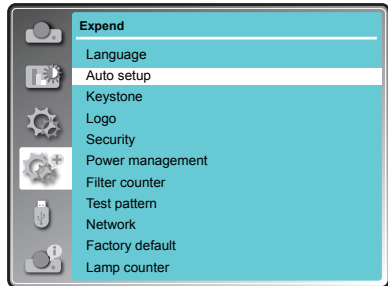 Expend
Language
Auto setup
Keystone
Logo
Security
Power management
Filter counter
Test pattern
Network
Factory default
Lamp counter